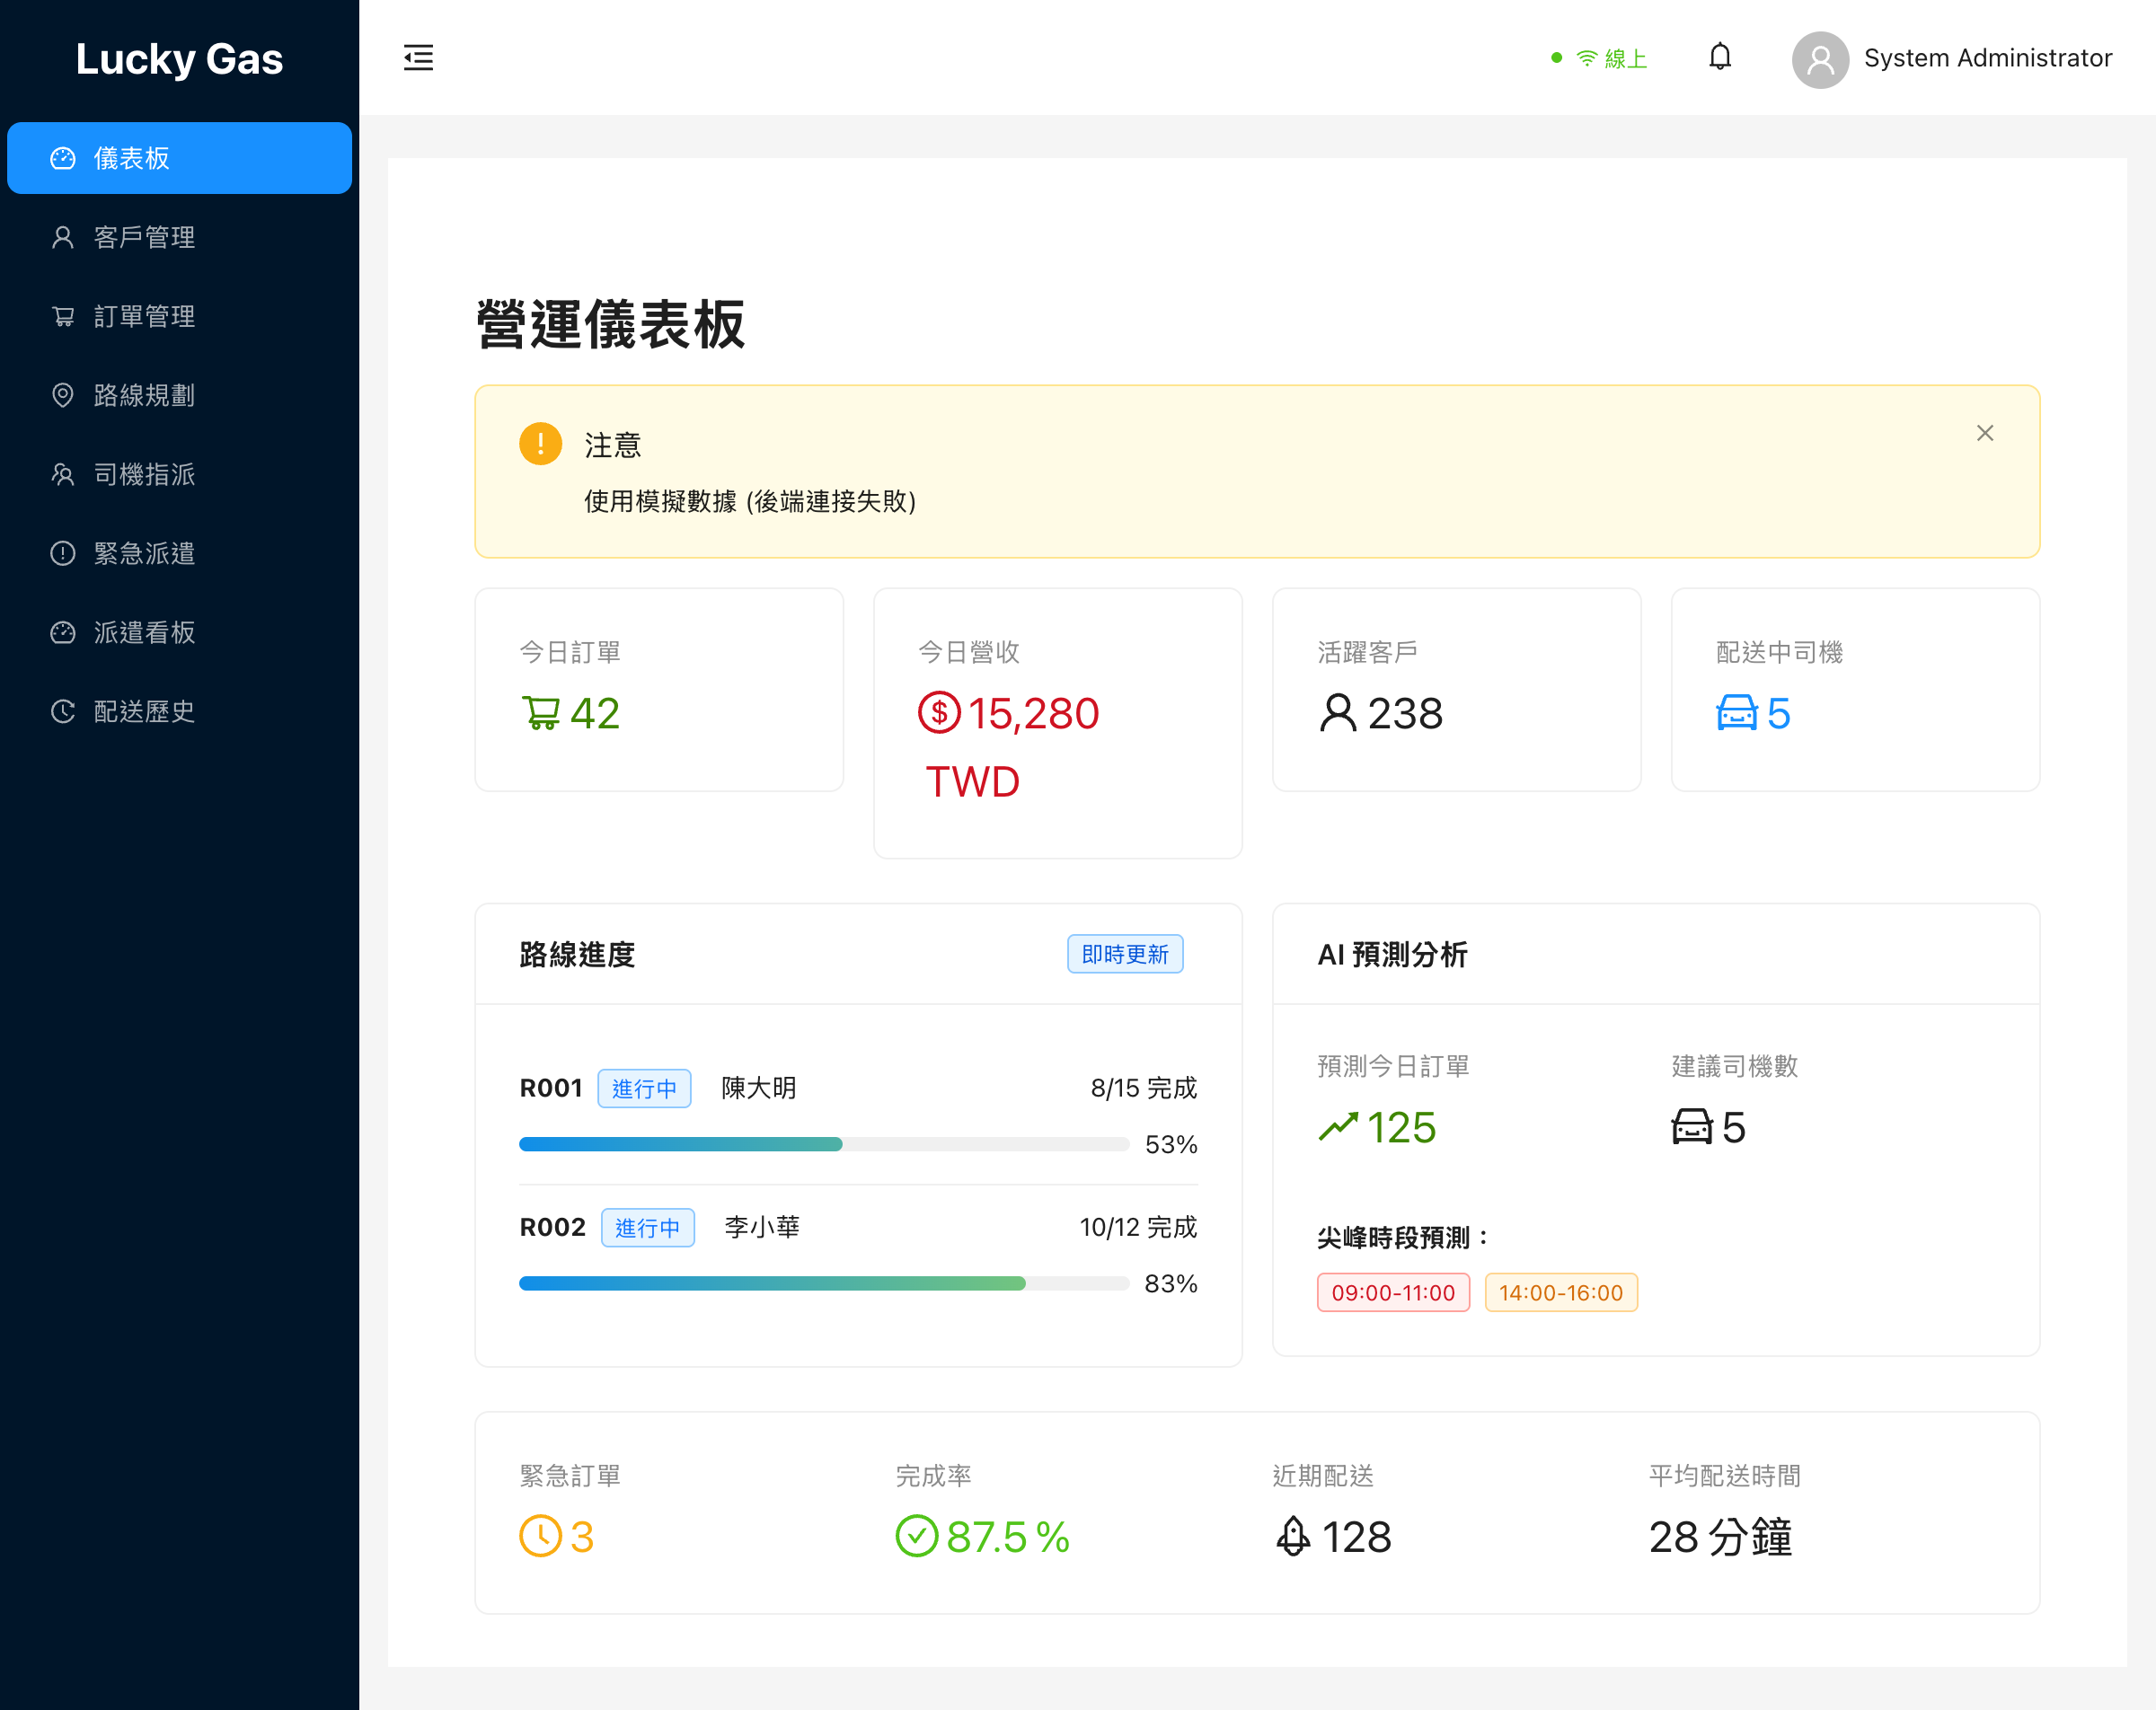 Lucky Gas
線上
System Administrator
儀表板
客戶管理
訂單管理
路線規劃
司機指派
緊急派遣
派遣看板
配送歷史
營運儀表板
注意
使用模擬數據 (後端連接失敗)
今日訂單
42
今日營收
15,280
TWD
活躍客戶
238
配送中司機
5
路線進度
即時更新
R001 進行中 陳大明 8/15 完成
53%
R002 進行中 李小華 10/12 完成
83%
AI 預測分析
預測今日訂單
125
建議司機數
5
尖峰時段預測：
09:00-11:00 14:00-16:00
緊急訂單
3
完成率
87.5 %
近期配送
128
平均配送時間
28 分鐘